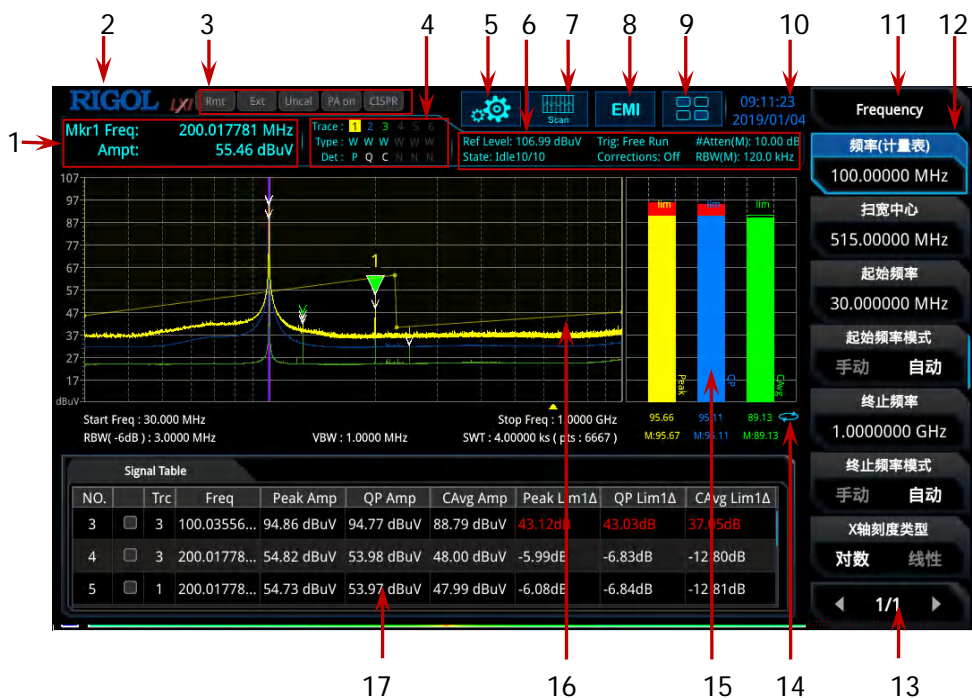 2 3 4 5 6 7 8 9 10 11 12
RIGOL LXI Rmt Ext Uncal PA on CISPR
Scan
EMI
09:11:23
2019/01/04
1
Mkr1 Freq: 200.017781 MHz
Ampt: 55.46 dBuV
Trace: 1 2 3 4 5 6
Type: W W W W W W
Det: P Q C N N N
Ref Level: 106.99 dBuV Trig: Free Run #Atten(M): 10.00 dB
State: Idle10/10 Corrections: Off RBW(M): 120.0 kHz
107
97
87
77
67
57
47
37
27
17
dBuV
1
lim lim lim
Peak QP CAvg
95.66 95.11 89.13
M:95.67 M:95.11 M:89.13
Start Freq : 30.000 MHz Stop Freq : 1.0000 GHz
RBW( -6dB ) : 3.0000 MHz VBW : 1.0000 MHz SWT : 4.00000 ks ( pts : 6667 )
Signal Table
NO. Trc Freq Peak Amp QP Amp CAvg Amp Peak Lim1Δ QP Lim1Δ CAvg Lim1Δ
3 3 100.03556... 94.86 dBuV 94.77 dBuV 88.79 dBuV 43.12dB 43.03dB 37.05dB
4 3 200.01778... 54.82 dBuV 53.98 dBuV 48.00 dBuV -5.99dB -6.83dB -12.80dB
5 1 200.01778... 54.73 dBuV 53.97 dBuV 47.99 dBuV -6.08dB -6.84dB -12.81dB
Frequency
频率(计量表)
100.00000 MHz
扫宽中心
515.00000 MHz
起始频率
30.000000 MHz
起始频率模式
手动 自动
终止频率
1.0000000 GHz
终止频率模式
手动 自动
X轴刻度类型
对数 线性
1/1
17 16 15 14 13